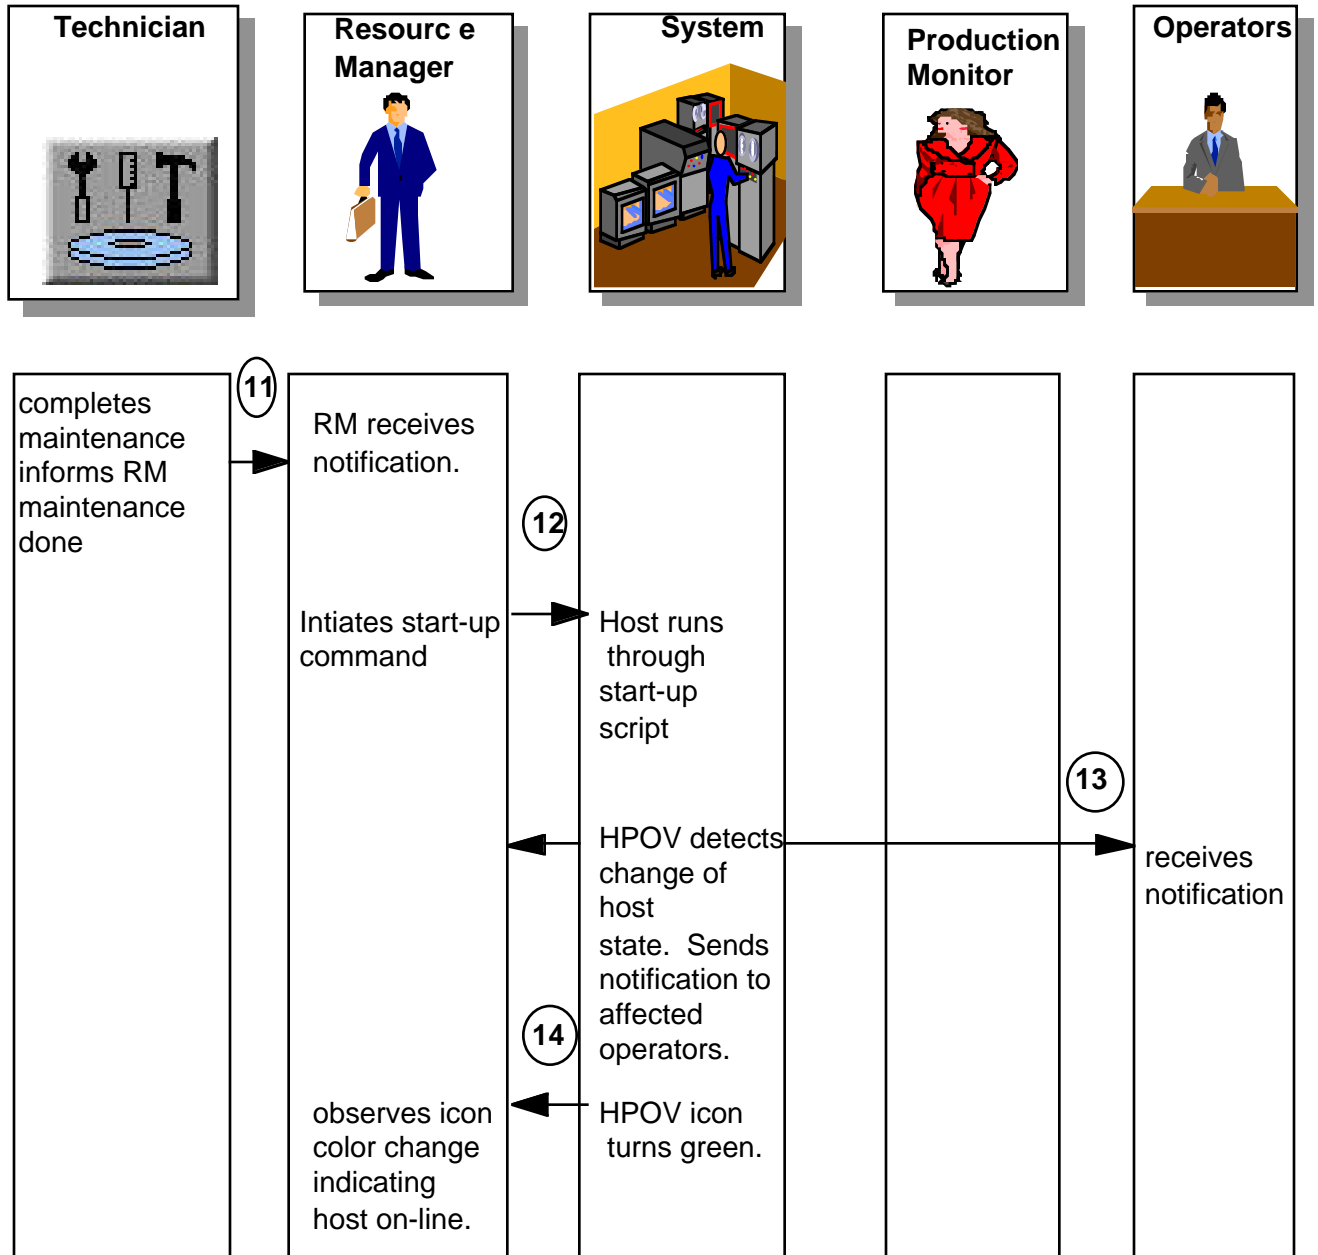 Technician
Resourc e
Manager
System
Production
Monitor
Operators
11
completes
maintenance
informs RM
maintenance
done
RM receives
notification.
12
Intiates start-up
command
Host runs
through
start-up
script
13
HPOV detects
change of
host
state. Sends
notification to
affected
operators.
receives
notification
14
observes icon
color change
indicating
host on-line.
HPOV icon
turns green.